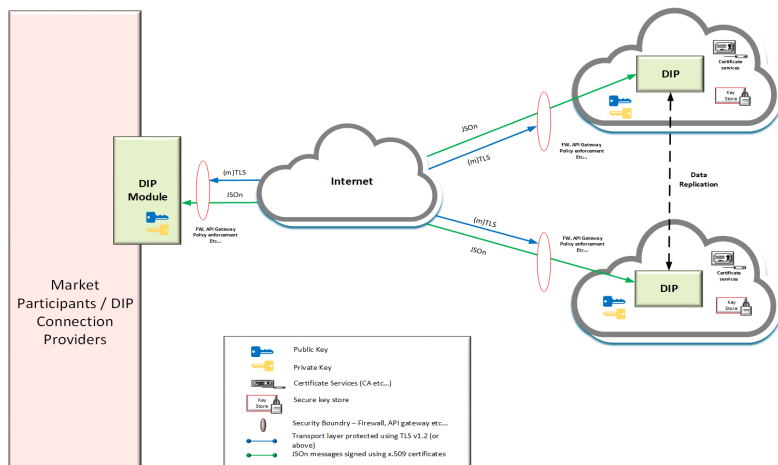 DIP
Certificate
services
Key
Store
JSOn
(m)TLS
FW, API Gateway
Policy enforcement
Etc...
Data
Replication
Internet
(m)TLS
JSOn
DIP
Module
FW, API Gateway
Policy enforcement
Etc...
(m)TLS
JSOn
FW, API Gateway
Policy enforcement
Etc...
DIP
Certificate
services
Key
Store
Market
Participants / DIP
Connection
Providers
Public Key
Private Key
Certificate Services (CA etc...)
Key
Store
Secure key store
Security Boundry – Firewall, API gateway etc...
Transport layer protected using TLS v1.2 (or
above)
JSOn messages signed using x.509 certificates